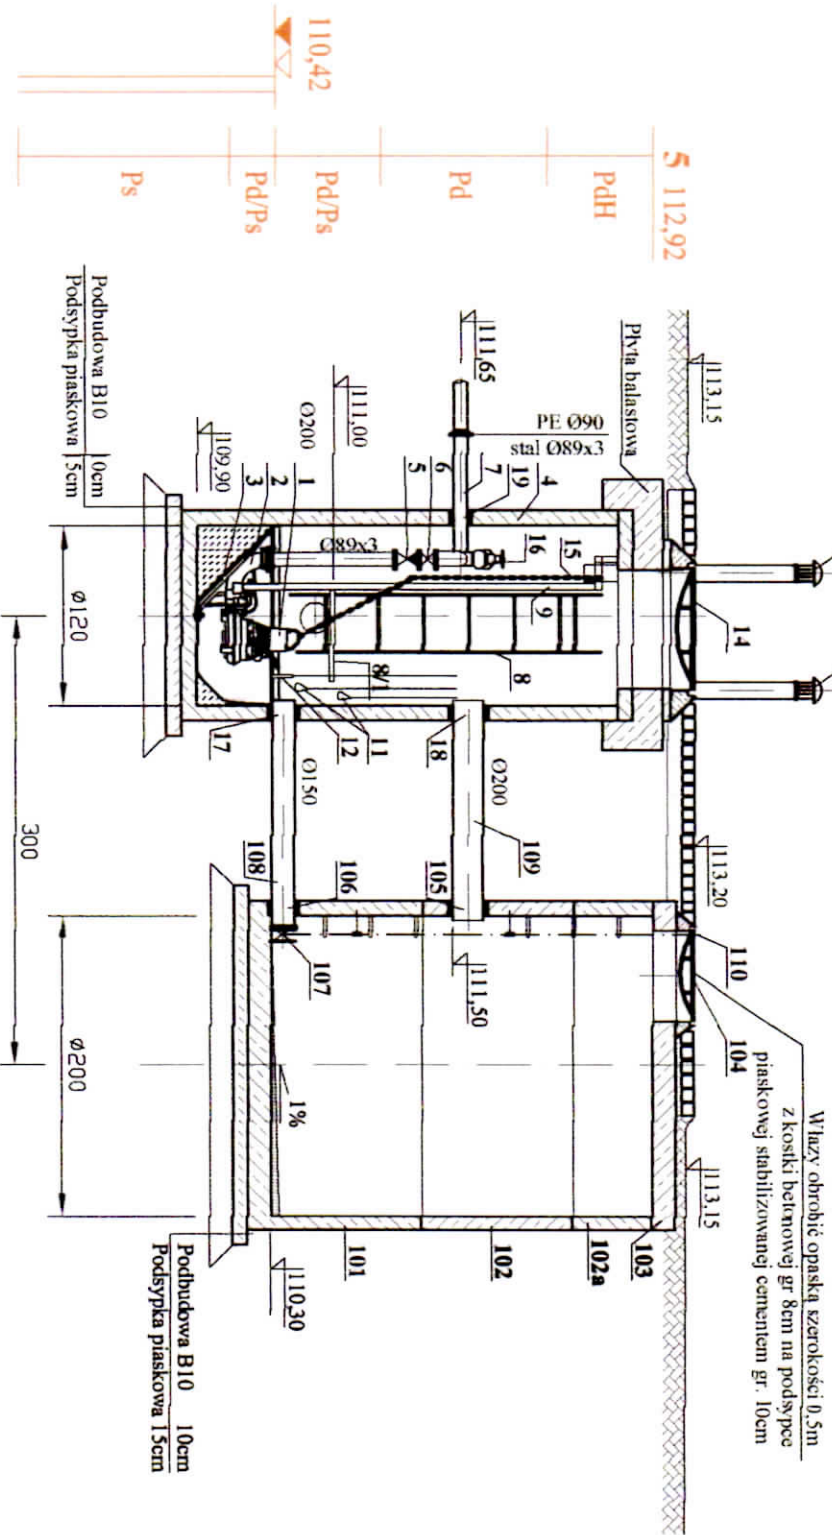 Włazy obrobić opaską szerokości 0,5m
z kostki betonowej gr 8cm na podsypce
piaskowej stabilizowanej cementem gr. 10cm
5 112,92
PdH
Pd
Pd/Ps
Pd/Ps
Ps
110,42
113,15
113,20
113,15
Płyta balastowa
14
110
104
PE Ø90
stal Ø89x3
111,65
4
19
7
6
5
16
15
9
8
8/1
11
12
18
17
Ø200
109
105
111,50
111,00
Ø200
1
2
3
109,90
Ø89x3
Ø150
108
106
107
1%
103
102a
102
101
110,30
Podbudowa B10 10cm
Podsypka piaskowa 15cm
Podbudowa B10 10cm
Podsypka piaskowa 15cm
Ø120
300
Ø200